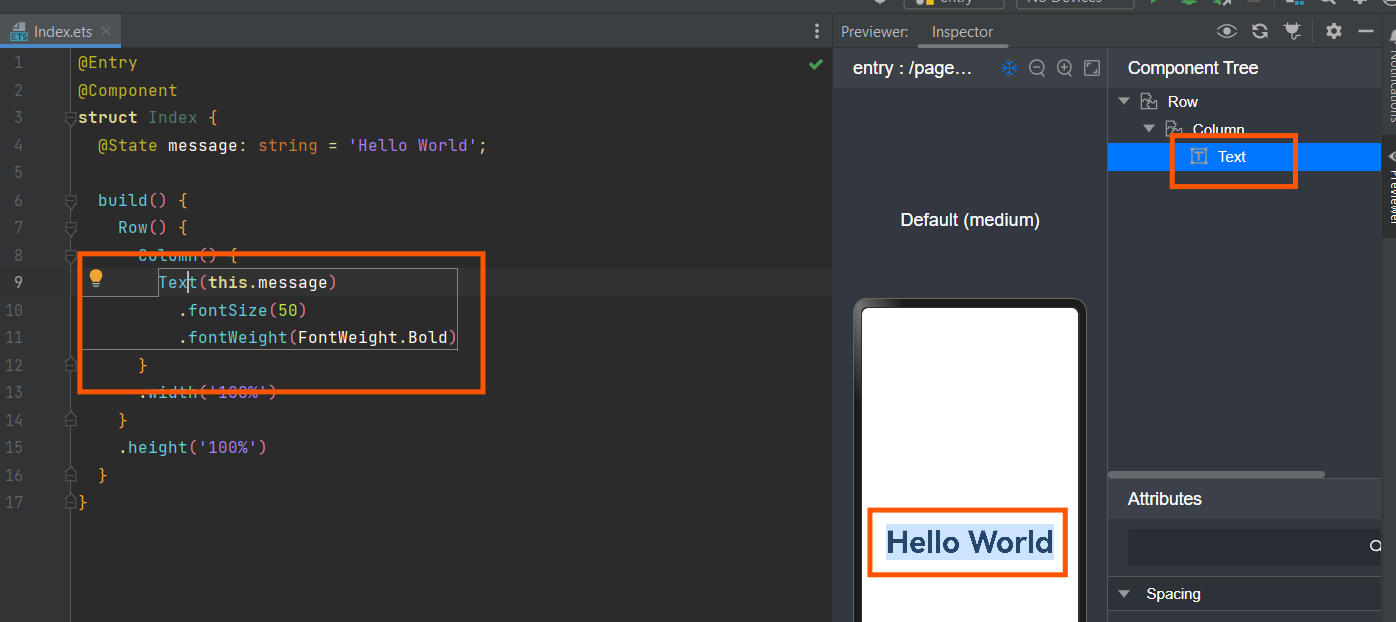 entry
No Devices
Index.ets
Previewer:
Inspector
1 @Entry
2 @Component
3 struct Index {
4 @State message: string = 'Hello World';
5
6 build() {
7 Row() {
8 Column() {
9 Text(this.message)
10 .fontSize(50)
11 .fontWeight(FontWeight.Bold)
12 }
13 .width('100%')
14 }
15 .height('100%')
16 }
17 }
entry : /page...
Default (medium)
Hello World
Component Tree
Row
Column
Text
Attributes
Spacing
Notifications
Previewer